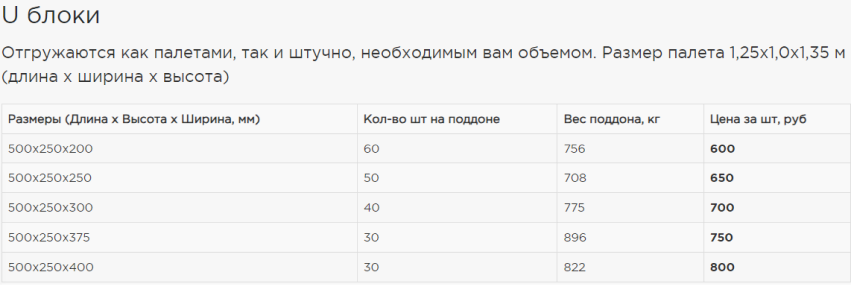 U блоки
Отгружаются как палетами, так и штучно, необходимым вам объемом. Размер палета 1,25х1,0х1,35 м
(длина х ширина х высота)
Размеры (Длина х Высота х Ширина, мм) Кол-во шт на поддоне Вес поддона, кг Цена за шт, руб
500х250х200 60 756 600
500х250х250 50 708 650
500х250х300 40 775 700
500х250х375 30 896 750
500х250х400 30 822 800